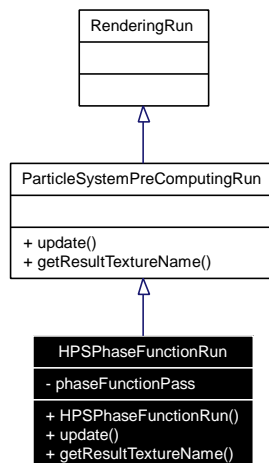 RenderingRun
ParticleSystemPreComputingRun
+ update()
+ getResultTextureName()
HPSPhaseFunctionRun
- phaseFunctionPass
+ HPSPhaseFunctionRun()
+ update()
+ getResultTextureName()